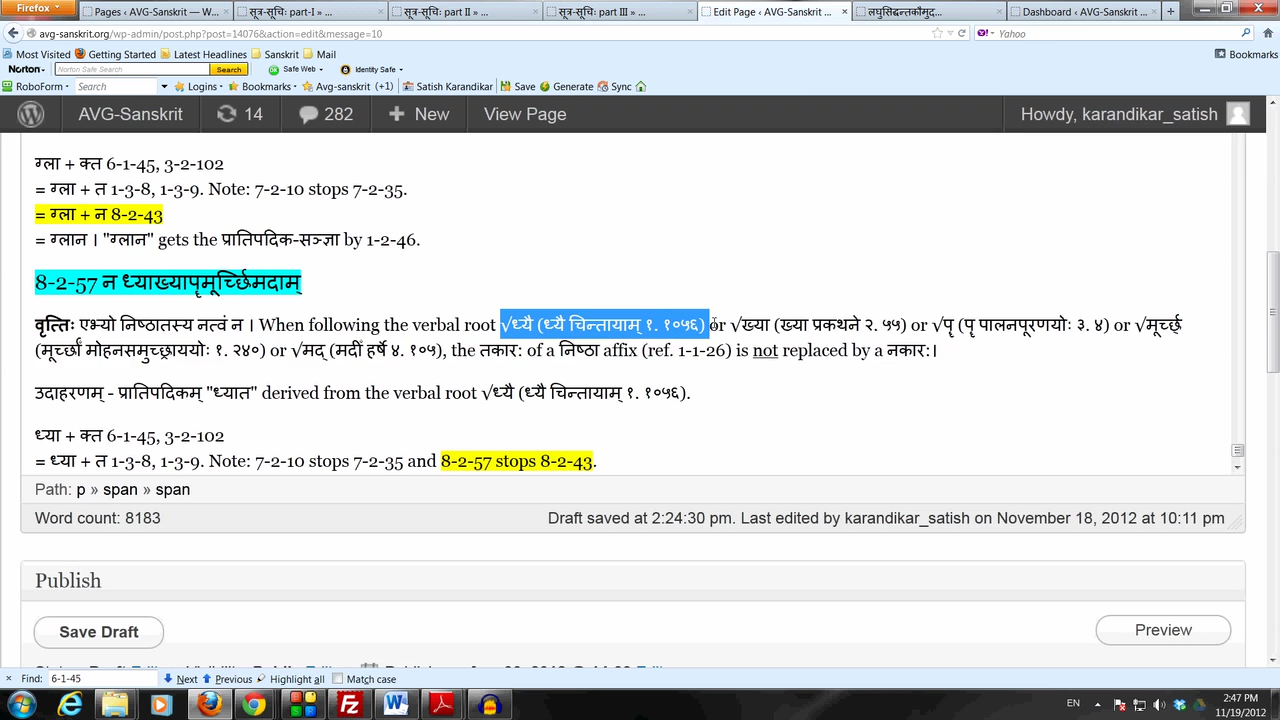 Firefox
Pages ‹ AVG-Sanskrit — W...
सूत्र-सूचिः part-I » ...
सूत्र-सूचिः part II » ...
सूत्र-सूचिः part III » ...
Edit Page ‹ AVG-Sanskrit ...
लघुसिद्धान्तकौमुद...
Dashboard ‹ AVG-Sanskrit ...
avg-sanskrit.org/wp-admin/post.php?post=14076&action=edit&message=10
Yahoo
Most Visited Getting Started Latest Headlines Sanskrit Mail
Bookmarks
Norton Norton Safe Search Search Safe Web Identity Safe
RoboForm Search Logins Bookmarks Avg-sanskrit (+1) Satish Karandikar Save Generate Sync
AVG-Sanskrit 14 282 New View Page Howdy, karandikar_satish
ग्ला + क्त 6-1-45, 3-2-102
= ग्ला + त 1-3-8, 1-3-9. Note: 7-2-10 stops 7-2-35.
= ग्ला + न 8-2-43
= ग्लान । "ग्लान" gets the प्रातिपदिक-सञ्ज्ञा by 1-2-46.
8-2-57 न ध्याख्यापॄमूर्च्छिमदाम्
वृत्तिः एभ्यो निष्ठातस्य नत्वं न । When following the verbal root √ध्यै (ध्यै चिन्तायाम् १. १०५६) or √ख्या (ख्या प्रकथने २. ५५) or √पॄ (पॄ पालनपूरणयोः ३. ४) or √मूर्च्छ्
(मूर्च्छाँ मोहनसमुच्छ्राययोः १. २४०) or √मद् (मदीँ हर्षे ४. १०५), the तकारः of a निष्ठा affix (ref. 1-1-26) is not replaced by a नकारः।
उदाहरणम् - प्रातिपदिकम् "ध्यात" derived from the verbal root √ध्यै (ध्यै चिन्तायाम् १. १०५६).
ध्या + क्त 6-1-45, 3-2-102
= ध्या + त 1-3-8, 1-3-9. Note: 7-2-10 stops 7-2-35 and 8-2-57 stops 8-2-43.
Path: p » span » span
Word count: 8183
Draft saved at 2:24:30 pm. Last edited by karandikar_satish on November 18, 2012 at 10:11 pm
Publish
Save Draft
Preview
Find: 6-1-45 Next Previous Highlight all Match case
EN
2:47 PM
11/19/2012